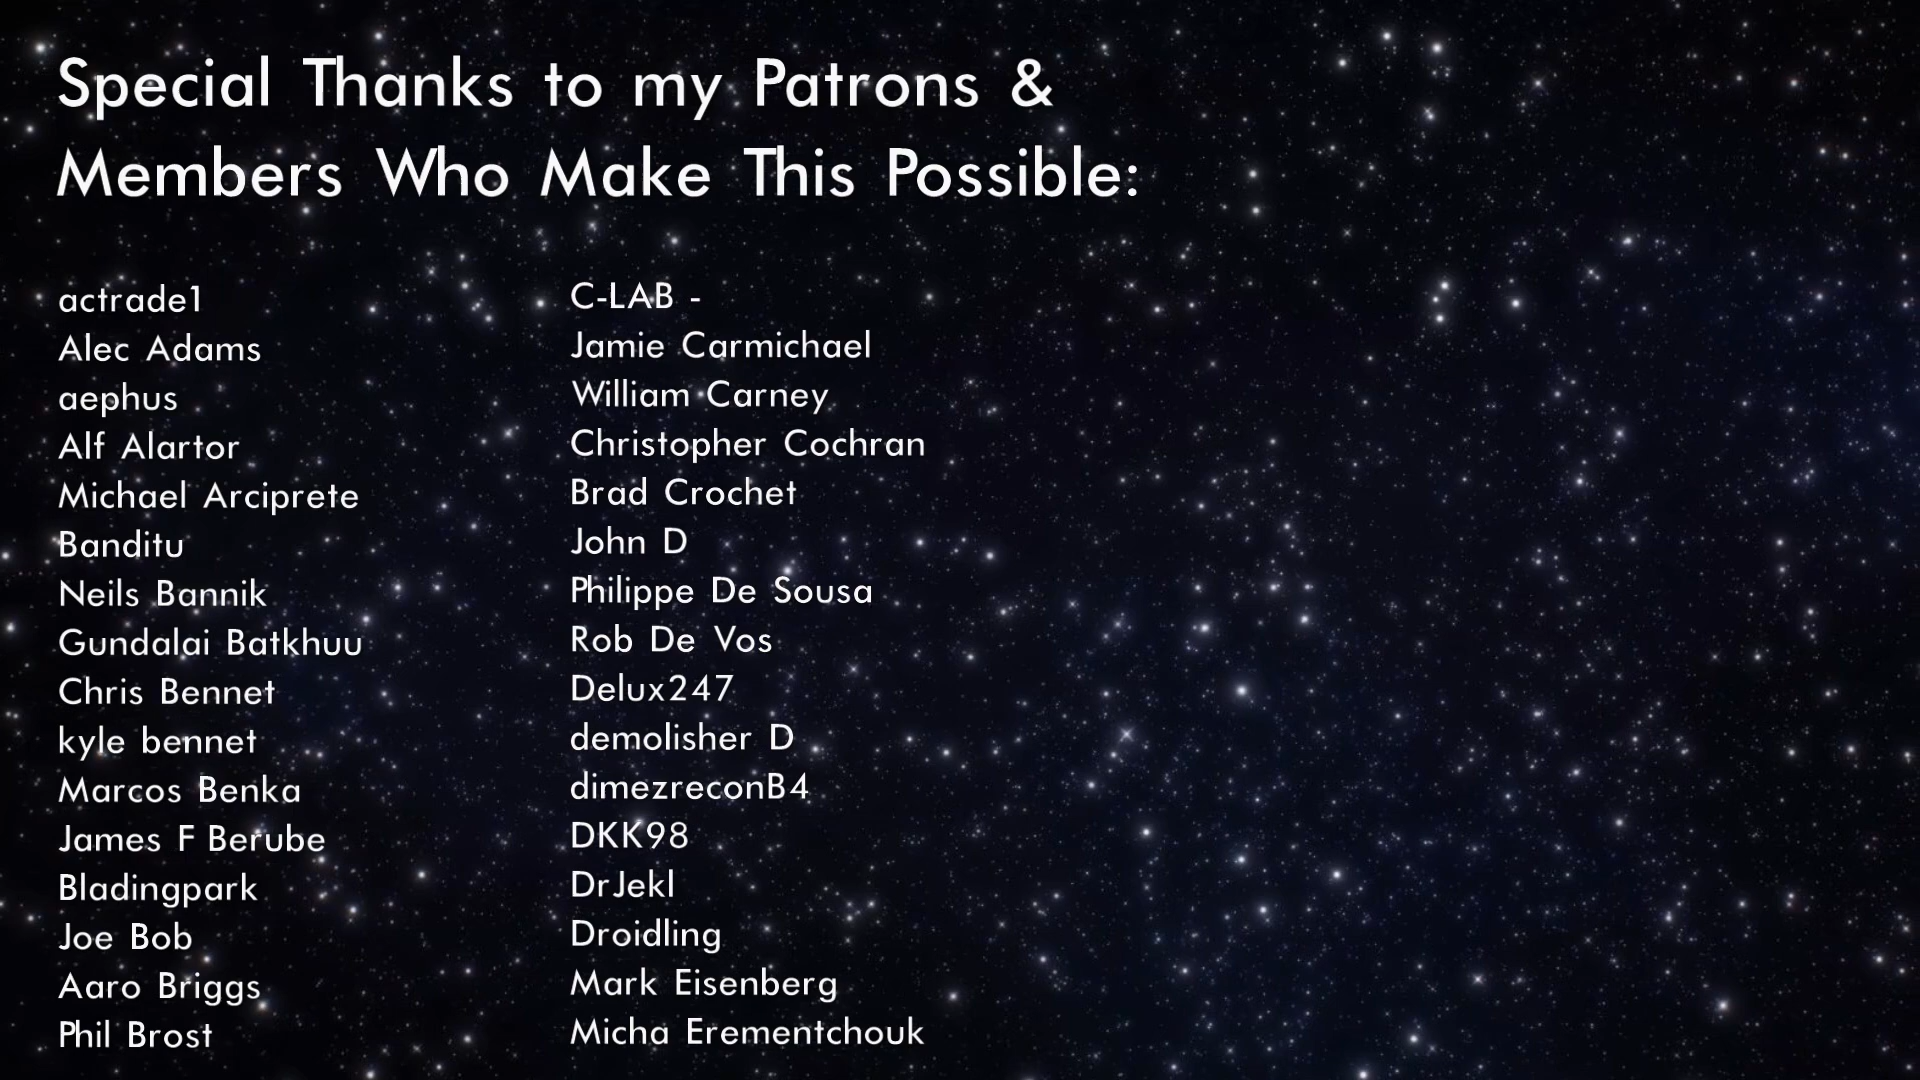 Special Thanks to my Patrons &
Members Who Make This Possible:
actrade1
Alec Adams
aephus
Alf Alartor
Michael Arciprete
Banditu
Neils Bannik
Gundalai Batkhuu
Chris Bennet
kyle bennet
Marcos Benka
James F Berube
Bladingpark
Joe Bob
Aaro Briggs
Phil Brost
C-LAB -
Jamie Carmichael
William Carney
Christopher Cochran
Brad Crochet
John D
Philippe De Sousa
Rob De Vos
Delux247
demolisher D
dimezreconB4
DKK98
DrJekl
Droidling
Mark Eisenberg
Micha Erementchouk